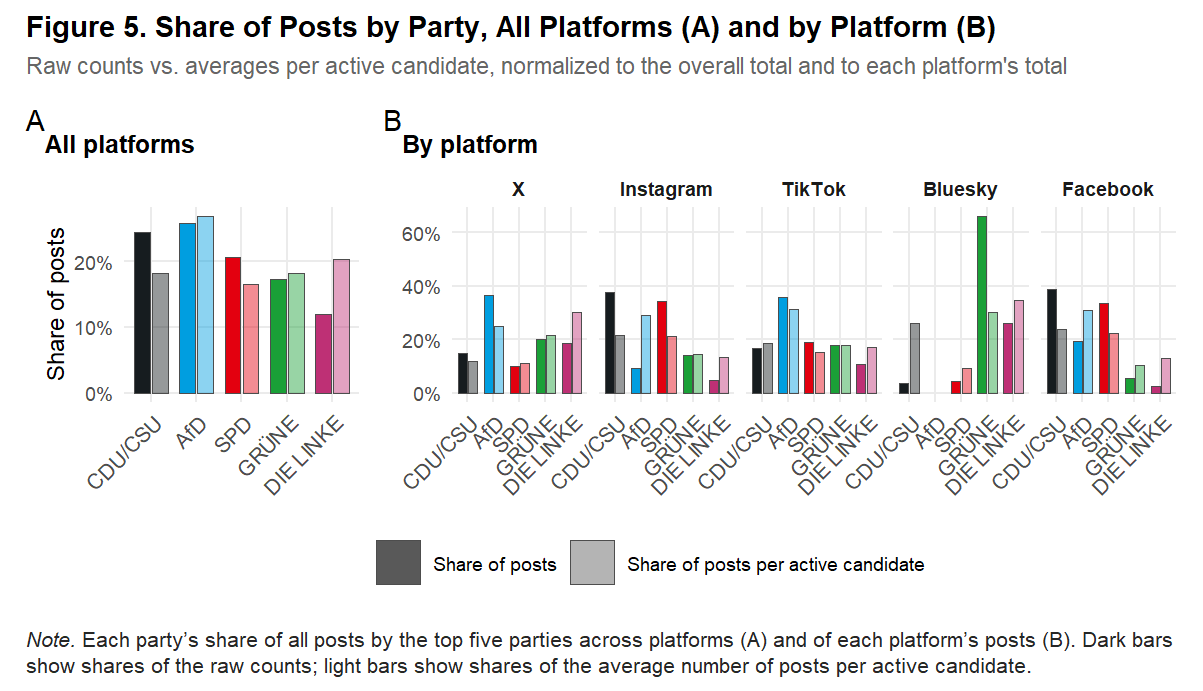 Figure 5. Share of Posts by Party, All Platforms (A) and by Platform (B)
Raw counts vs. averages per active candidate, normalized to the overall total and to each platform's total
A
All platforms
Share of posts
20%
10%
0%
CDU/CSU
AfD
SPD
GRÜNE
DIE LINKE
B
By platform
X
Instagram
TikTok
Bluesky
Facebook
60%
40%
20%
0%
CDU/CSU
AfD
SPD
GRÜNE
DIE LINKE
CDU/CSU
AfD
SPD
GRÜNE
DIE LINKE
CDU/CSU
AfD
SPD
GRÜNE
DIE LINKE
CDU/CSU
AfD
SPD
GRÜNE
DIE LINKE
CDU/CSU
AfD
SPD
GRÜNE
DIE LINKE
Share of posts
Share of posts per active candidate
Note. Each party’s share of all posts by the top five parties across platforms (A) and of each platform’s posts (B). Dark bars
show shares of the raw counts; light bars show shares of the average number of posts per active candidate.